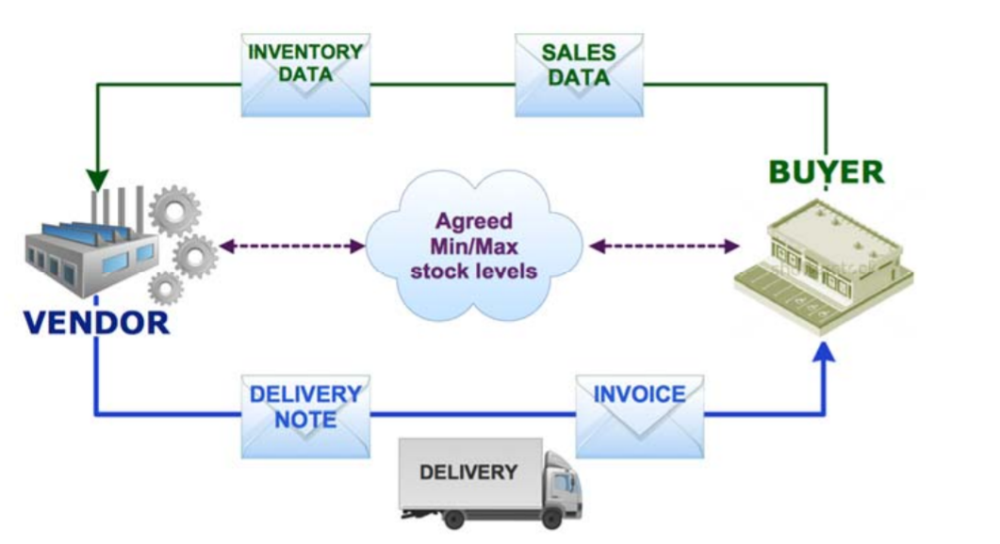 INVENTORY
DATA
SALES
DATA
BUYER
Agreed
Min/Max
stock levels
VENDOR
DELIVERY
NOTE
INVOICE
DELIVERY